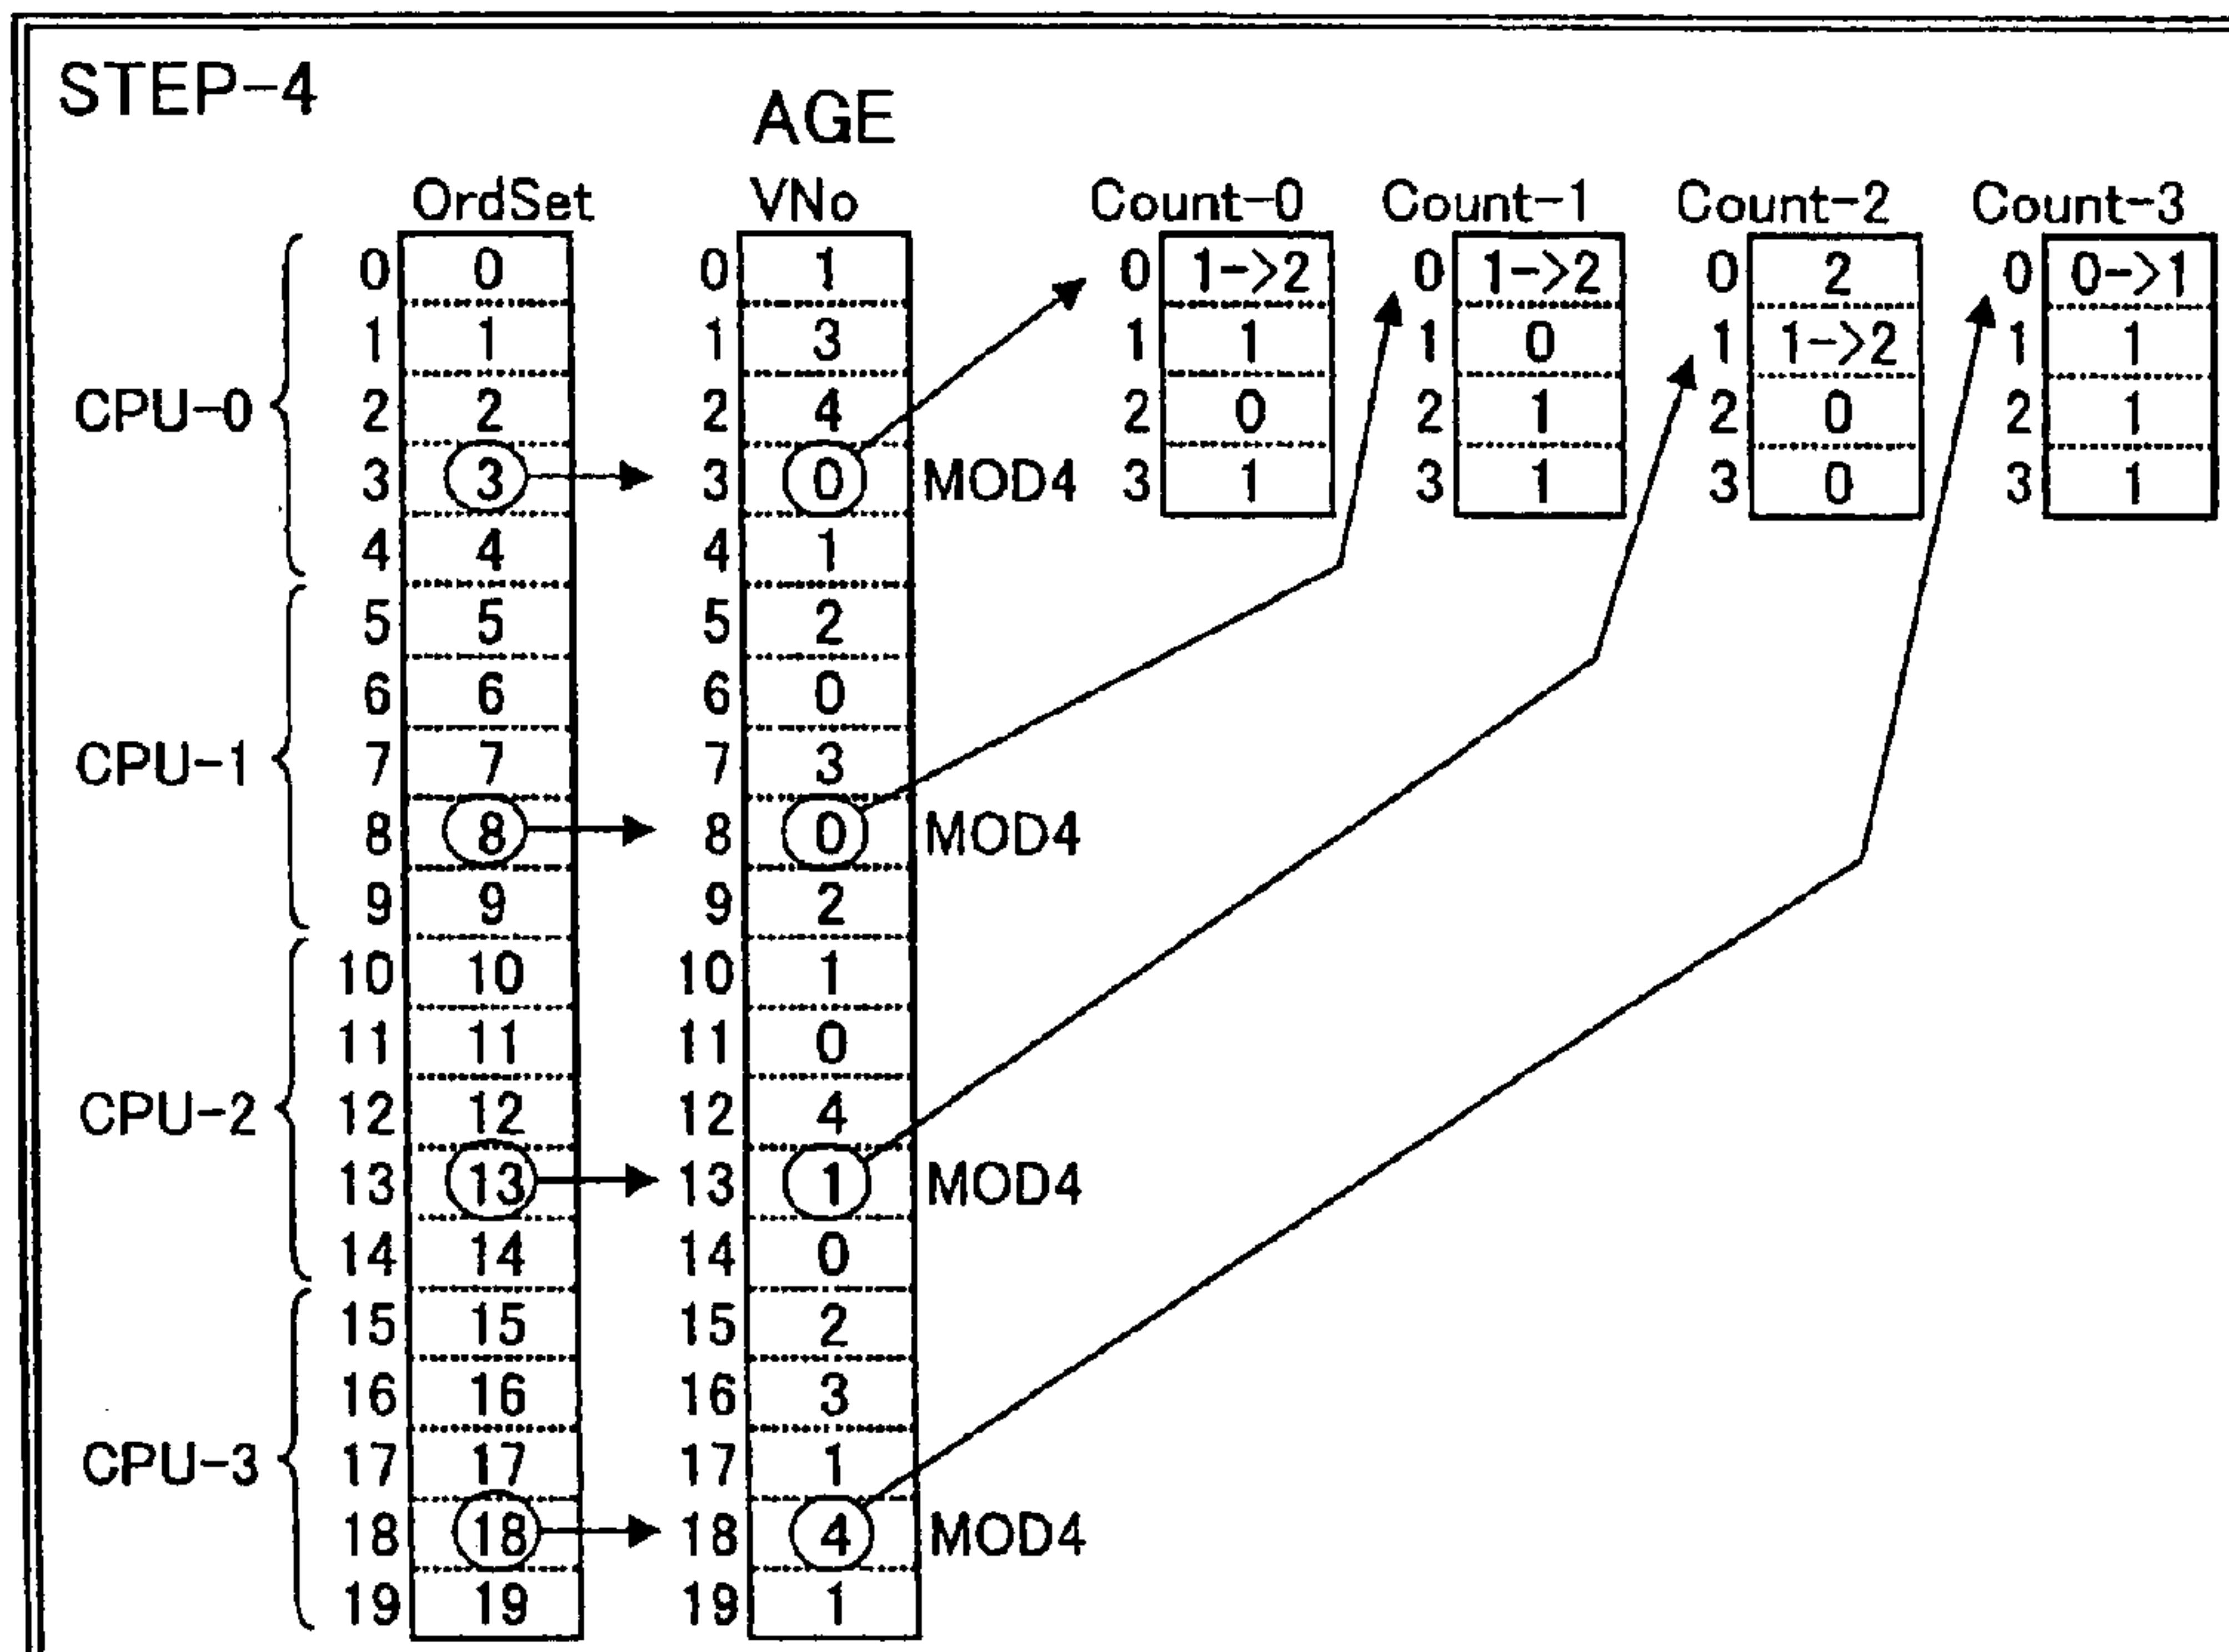 STEP-4
AGE
OrdSet VNo Count-0 Count-1 Count-2 Count-3
0 0 0 1 0 1->2 0 1->2 0 2 0 0->1
1 1 1 3 1 1 1 0 1 1->2 1 1
CPU-0 2 2 2 4 2 0 2 1 2 0 2 1
3 3 3 0 MOD4 3 1 3 1 3 0 3 1
4 4 4 1
5 5 5 2
6 6 6 0
CPU-1 7 7 7 3
8 8 8 0 MOD4
9 9 9 2
10 10 10 1
11 11 11 0
CPU-2 12 12 12 4
13 13 13 1 MOD4
14 14 14 0
15 15 15 2
16 16 16 3
CPU-3 17 17 17 1
18 18 18 4 MOD4
19 19 19 1